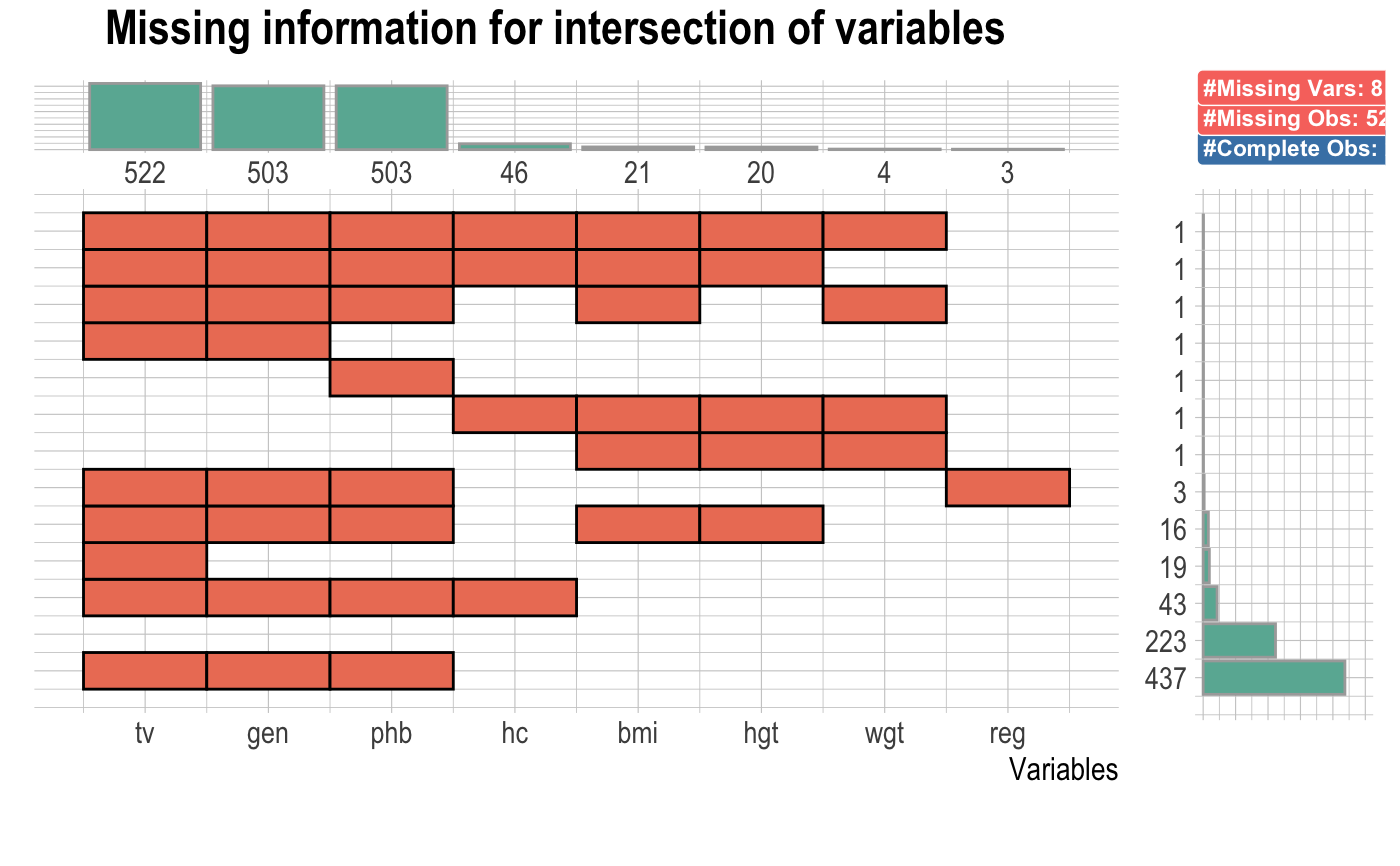 Missing information for intersection of variables
#Missing Vars: 8
#Missing Obs: 52
#Complete Obs:
522 503 503 46 21 20 4 3
1
1
1
1
1
1
1
3
16
19
43
223
437
tv gen phb hc bmi hgt wgt reg
Variables